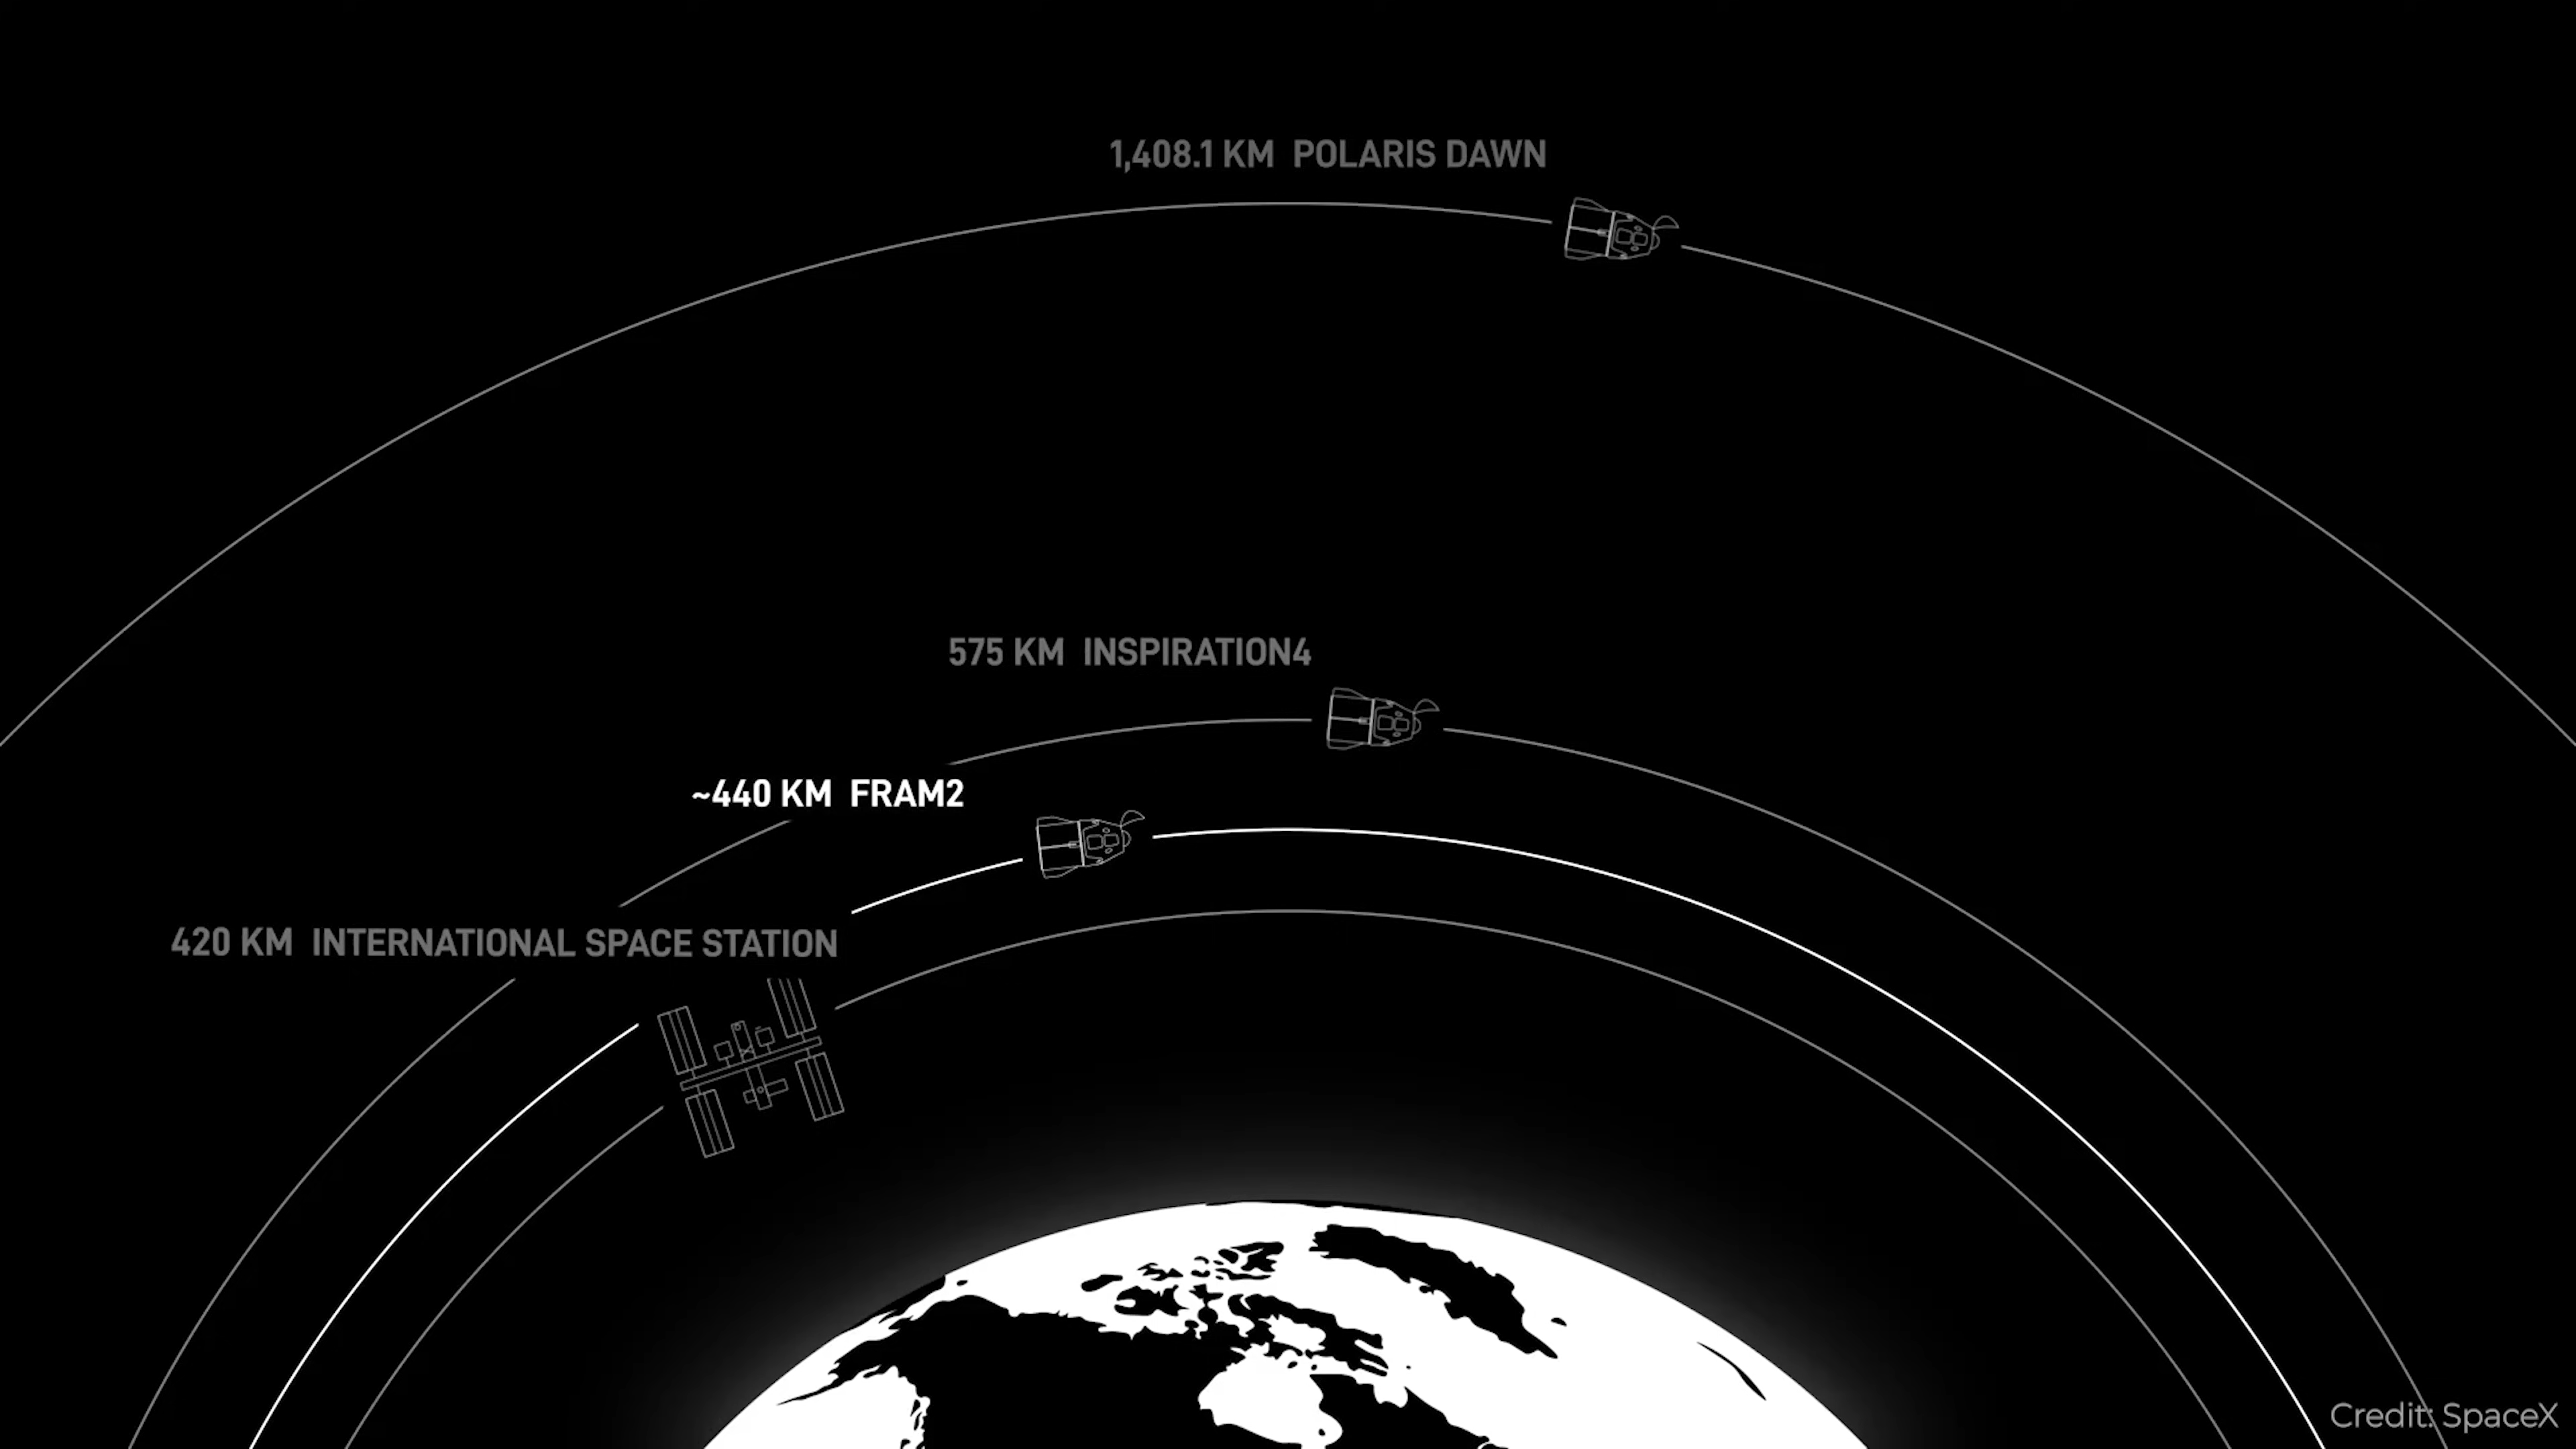 1,408.1 KM POLARIS DAWN
575 KM INSPIRATION4
~440 KM FRAM2
420 KM INTERNATIONAL SPACE STATION
Credit: SpaceX